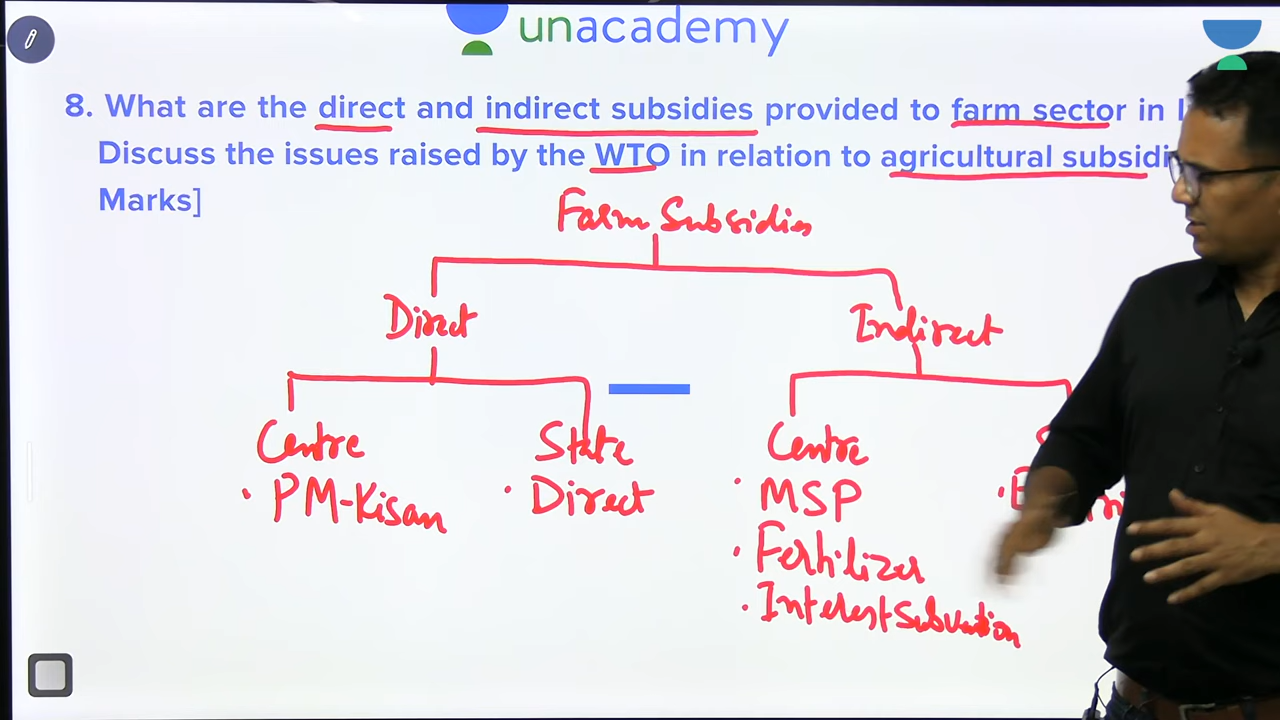 unacademy
8. What are the direct and indirect subsidies provided to farm sector in
Discuss the issues raised by the WTO in relation to agricultural
Marks]
Farm Subsidies
Direct Indirect
Centre State Centre
• PM-Kisan • Direct • MSP
• Fertilizer
• Interest Subvention